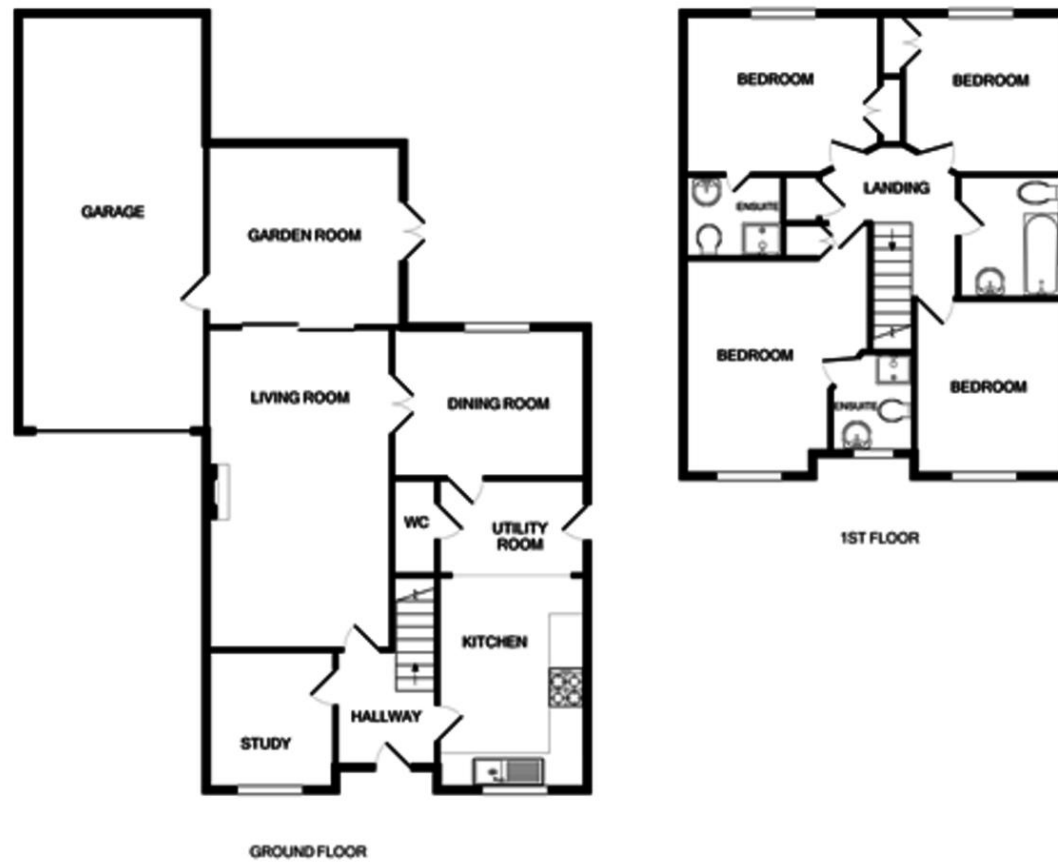 GARAGE
GARDEN ROOM
LIVING ROOM
DINING ROOM
WC
UTILITY
ROOM
KITCHEN
HALLWAY
STUDY
GROUND FLOOR
BEDROOM
BEDROOM
LANDING
ENSUITE
BEDROOM
BEDROOM
ENSUITE
1ST FLOOR